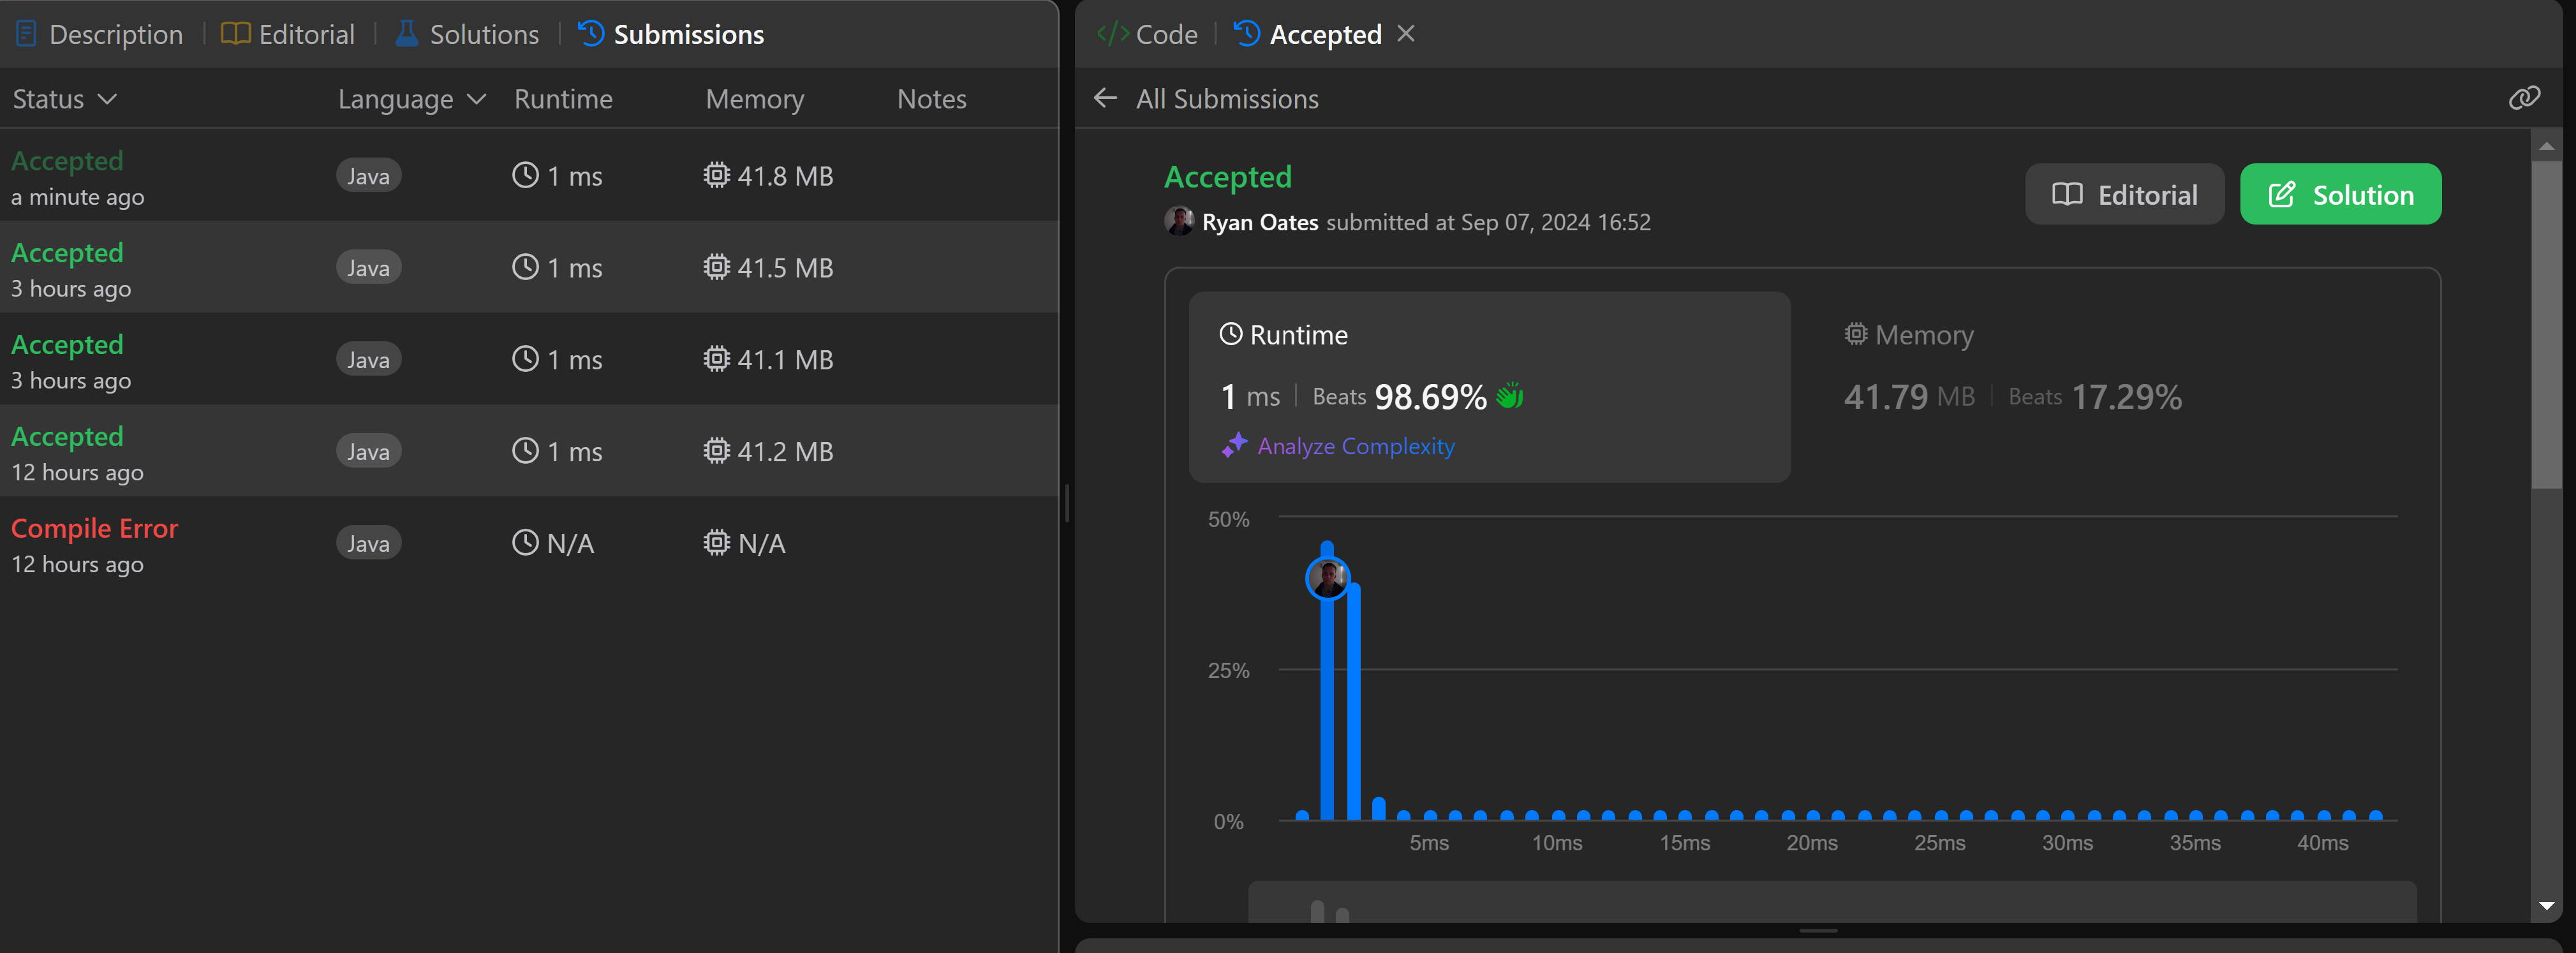 Description | Editorial | Solutions | Submissions
Status Language Runtime Memory Notes
Accepted
a minute ago
Java 1 ms 41.8 MB
Accepted
3 hours ago
Java 1 ms 41.5 MB
Accepted
3 hours ago
Java 1 ms 41.1 MB
Accepted
12 hours ago
Java 1 ms 41.2 MB
Compile Error
12 hours ago
Java N/A N/A
</> Code | Accepted
All Submissions
Accepted
Ryan Oates submitted at Sep 07, 2024 16:52
Editorial
Solution
Runtime
1 ms | Beats 98.69%
Analyze Complexity
Memory
41.79 MB | Beats 17.29%
50%
25%
0%
5ms 10ms 15ms 20ms 25ms 30ms 35ms 40ms